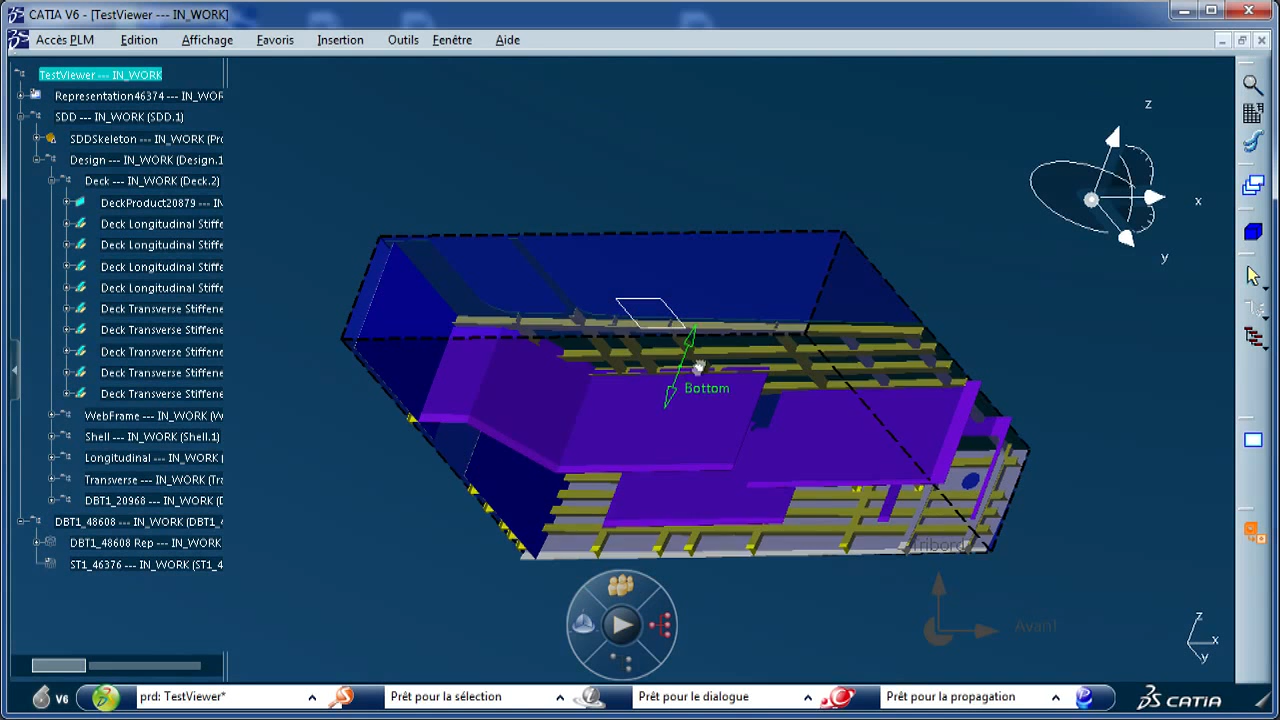 CATIA V6 - [TestViewer --- IN_WORK]
Accès PLM Edition Affichage Favoris Insertion Outils Fenêtre Aide
TestViewer --- IN_WORK
Representation46374 --- IN_WOR
SDD --- IN_WORK (SDD.1)
SDDSkeleton --- IN_WORK (Pro
Design --- IN_WORK (Design.1
Deck --- IN_WORK (Deck.2)
DeckProduct20879 --- IN
Deck Longitudinal Stiffe
Deck Longitudinal Stiffe
Deck Longitudinal Stiffe
Deck Longitudinal Stiffe
Deck Transverse Stiffene
Deck Transverse Stiffene
Deck Transverse Stiffene
Deck Transverse Stiffene
Deck Transverse Stiffene
WebFrame --- IN_WORK (W
Shell --- IN_WORK (Shell.1)
Longitudinal --- IN_WORK (
Transverse --- IN_WORK (Tra
DBT1_20968 --- IN_WORK (D
DBT1_48608 --- IN_WORK (DBT1_4
DBT1_48608 Rep --- IN_WORK
ST1_46376 --- IN_WORK (ST1_4
z
x
y
Bottom
Tribord
Avant
z
x
y
V6 prd: TestViewer* Prêt pour la sélection Prêt pour le dialogue Prêt pour la propagation CATIA